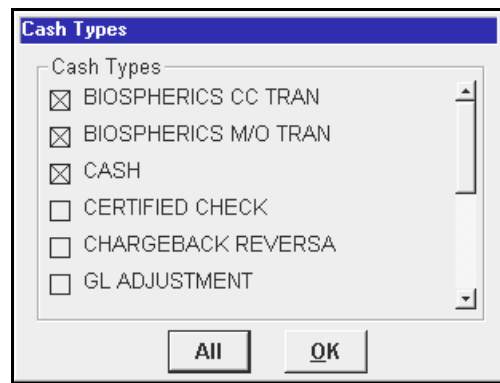 Cash Types
Cash Types
BIOSPHERICS CC TRAN
BIOSPHERICS M/O TRAN
CASH
CERTIFIED CHECK
CHARGEBACK REVERSA
GL ADJUSTMENT
All OK